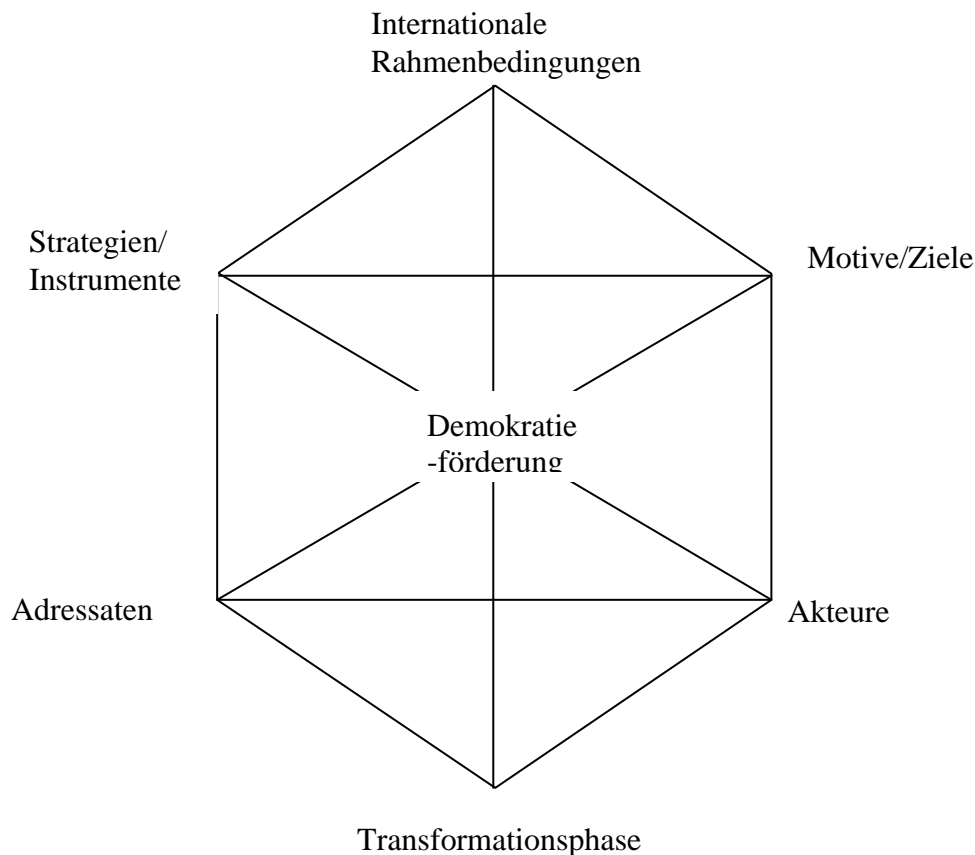 Internationale
Rahmenbedingungen
Strategien/
Instrumente
Motive/Ziele
Demokratie
-förderung
Adressaten
Akteure
Transformationsphase